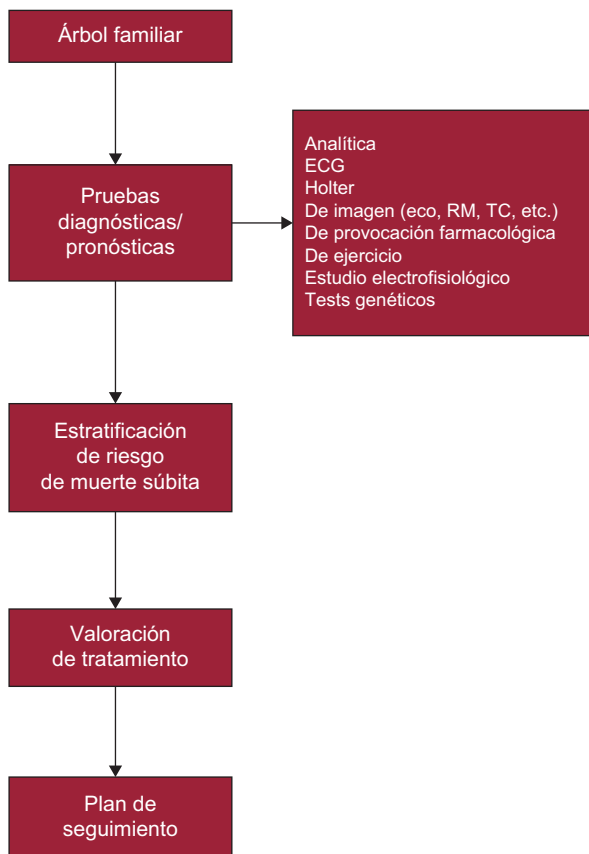 Árbol familiar
Pruebas
diagnósticas/
pronósticas
Analítica
ECG
Holter
De imagen (eco, RM, TC, etc.)
De provocación farmacológica
De ejercicio
Estudio electrofisiológico
Tests genéticos
Estratificación
de riesgo
de muerte súbita
Valoración
de tratamiento
Plan de
seguimiento